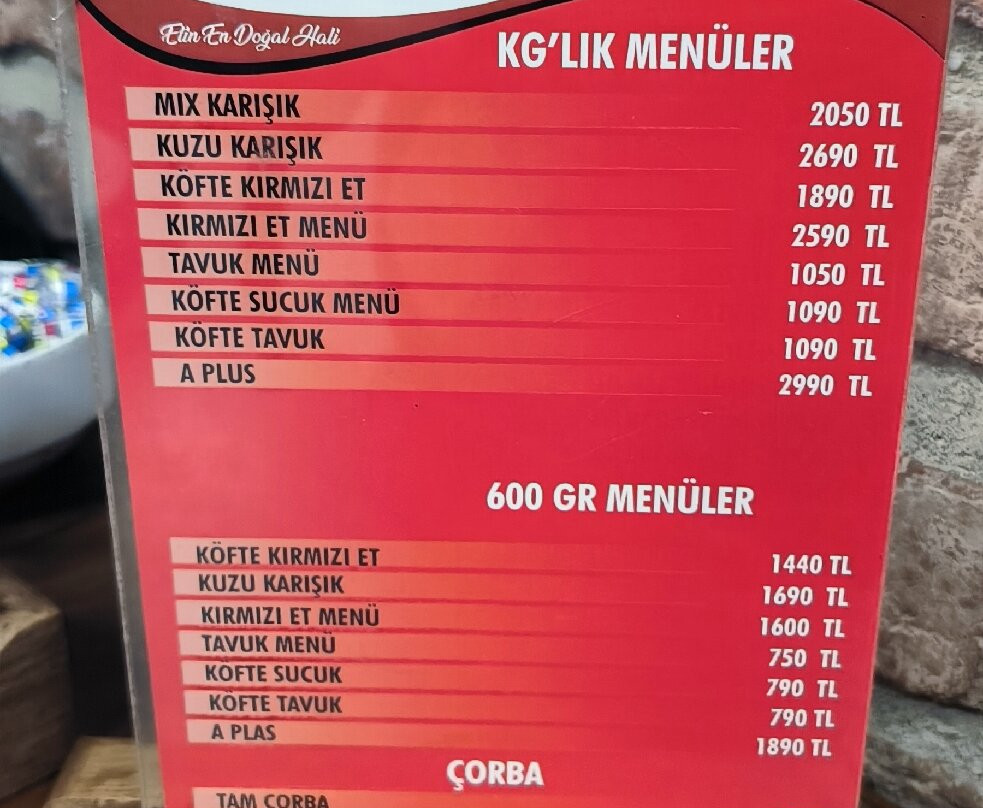 Etin En Doğal Hali
KG'LIK MENÜLER
MIX KARIŞIK 2050 TL
KUZU KARIŞIK 2690 TL
KÖFTE KIRMIZI ET 1890 TL
KIRMIZI ET MENÜ 2590 TL
TAVUK MENÜ 1050 TL
KÖFTE SUCUK MENÜ 1090 TL
KÖFTE TAVUK 1090 TL
A PLUS 2990 TL
600 GR MENÜLER
KÖFTE KIRMIZI ET 1440 TL
KUZU KARIŞIK 1690 TL
KIRMIZI ET MENÜ 1600 TL
TAVUK MENÜ 750 TL
KÖFTE SUCUK 790 TL
KÖFTE TAVUK 790 TL
A PLAS 1890 TL
ÇORBA
TAM ÇORBA